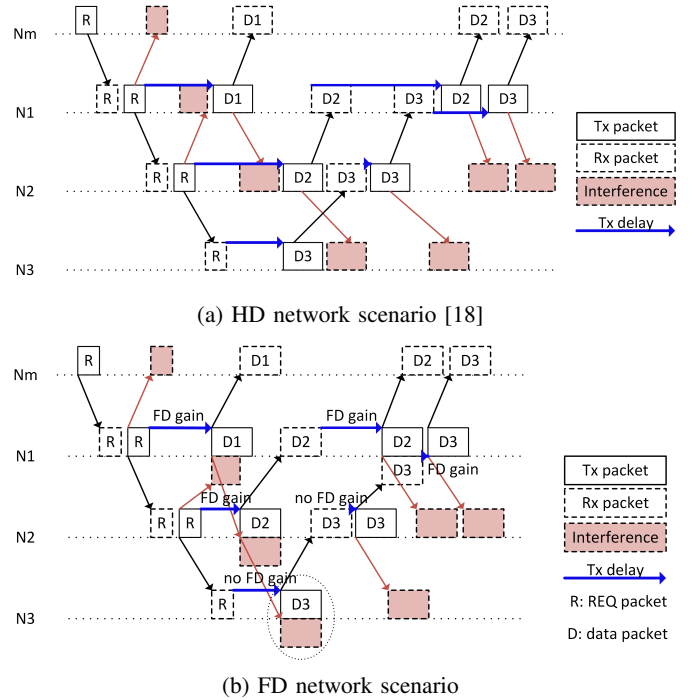 Nm R D1 D2 D3
N1 R R D1 D2 D3 D2 D3
N2 R R D2 D3 D3
N3 R D3
Tx packet
Rx packet
Interference
Tx delay
(a) HD network scenario [18]
Nm R D1 D2 D3
FD gain FD gain
N1 R R D1 D2 D2 D3
D3 FD gain
FD gain no FD gain
N2 R R D2 D3 D3
no FD gain
N3 R D3
Tx packet
Rx packet
Interference
Tx delay
R: REQ packet
D: data packet
(b) FD network scenario